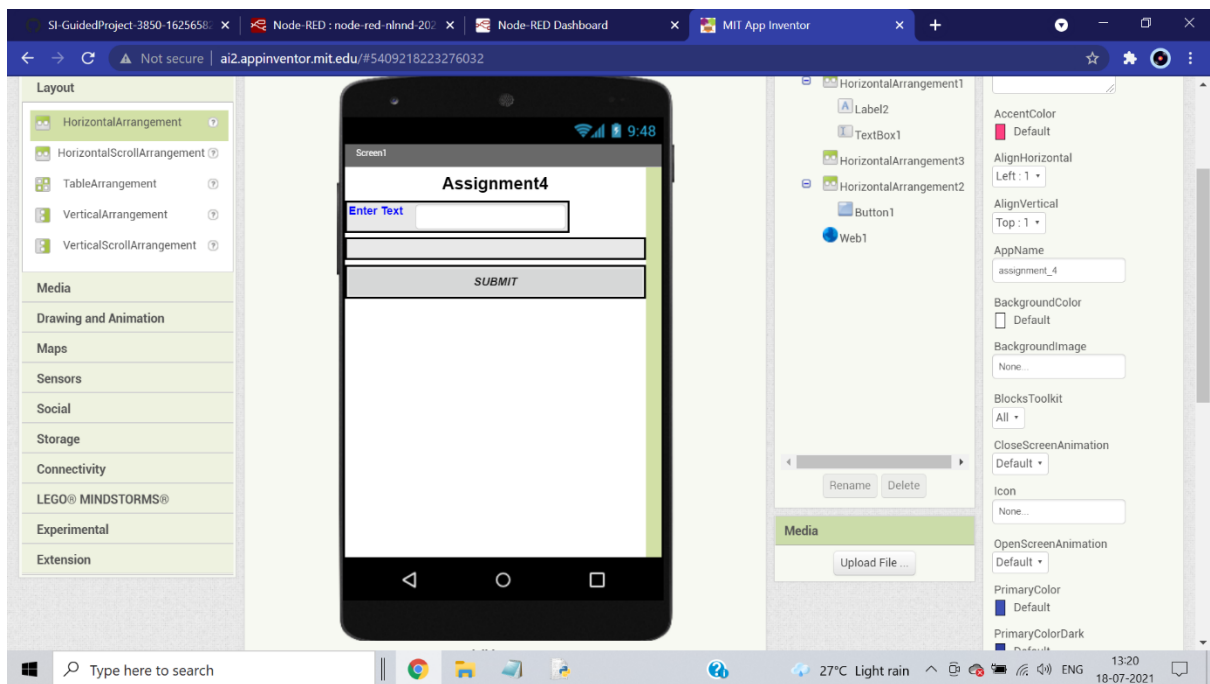 SI-GuidedProject-3850-1625658
Node-RED : node-red-nlnnd-202
Node-RED Dashboard
MIT App Inventor
Not secure | ai2.appinventor.mit.edu/#5409218223276032
Layout
HorizontalArrangement
HorizontalScrollArrangement
TableArrangement
VerticalArrangement
VerticalScrollArrangement
Media
Drawing and Animation
Maps
Sensors
Social
Storage
Connectivity
LEGO® MINDSTORMS®
Experimental
Extension
9:48
Screen1
Assignment4
Enter Text
SUBMIT
HorizontalArrangement1
Label2
TextBox1
HorizontalArrangement3
HorizontalArrangement2
Button1
Web1
Rename Delete
Media
Upload File ...
AccentColor
Default
AlignHorizontal
Left : 1
AlignVertical
Top : 1
AppName
assignment_4
BackgroundColor
Default
BackgroundImage
None...
BlocksToolkit
All
CloseScreenAnimation
Default
Icon
None...
OpenScreenAnimation
Default
PrimaryColor
Default
PrimaryColorDark
Default
Type here to search
27°C Light rain
ENG
13:20
18-07-2021